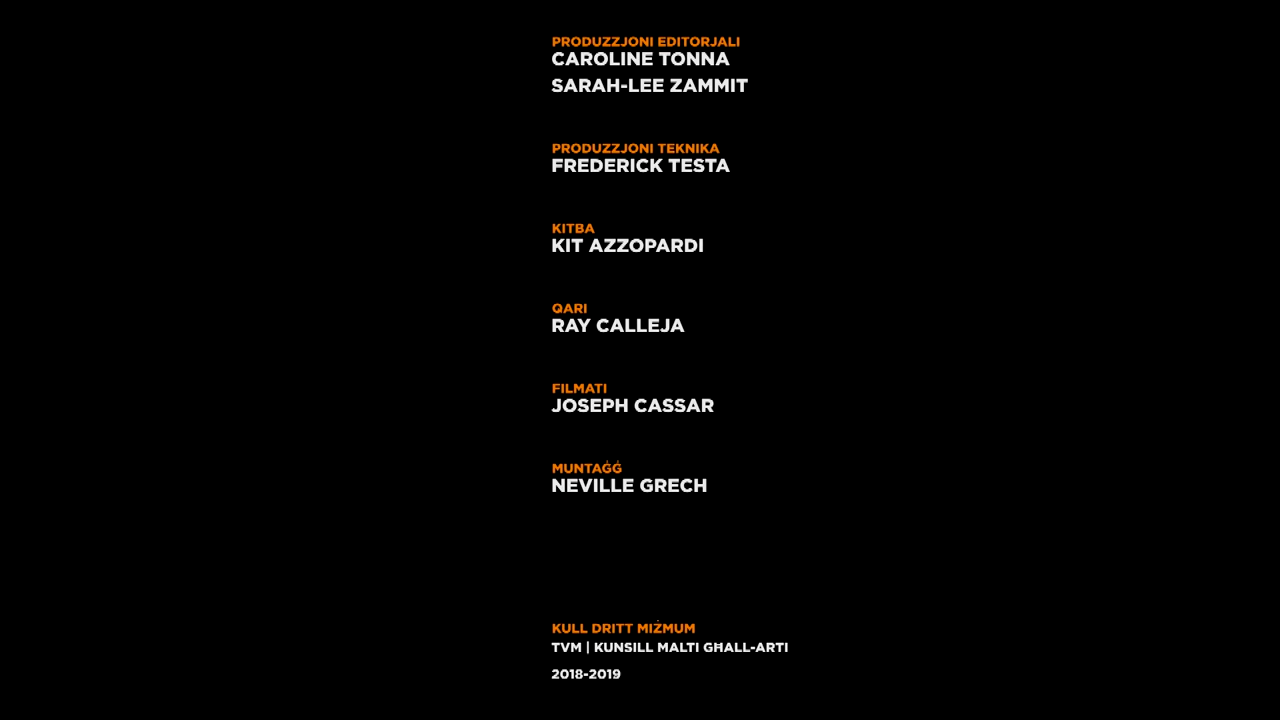 PRODUZZJONI EDITORJALI
CAROLINE TONNA
SARAH-LEE ZAMMIT
PRODUZZJONI TEKNIKA
FREDERICK TESTA
KITBA
KIT AZZOPARDI
QARI
RAY CALLEJA
FILMATI
JOSEPH CASSAR
MUNTAĠĠ
NEVILLE GRECH
KULL DRITT MIŻMUM
TVM | KUNSILL MALTI GĦALL-ARTI
2018-2019